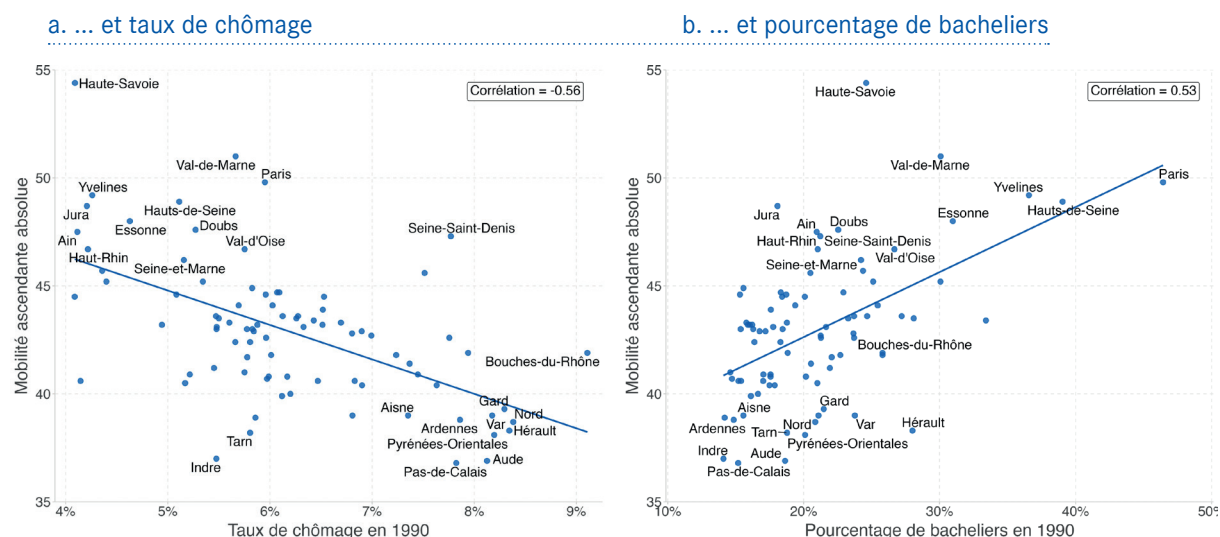 a. ... et taux de chômage
b. ... et pourcentage de bacheliers
Mobilité ascendante absolue
55
50
45
40
35
Corrélation = -0.56
Haute-Savoie
Val-de-Marne
Paris
Yvelines
Jura
Hauts-de-Seine
Essonne
Doubs
Ain
Val-d'Oise
Seine-Saint-Denis
Haut-Rhin
Seine-et-Marne
Bouches-du-Rhône
Aisne
Gard
Nord
Ardennes
Var
Hérault
Tarn
Pyrénées-Orientales
Indre
Pas-de-Calais
Aude
4%
5%
6%
7%
8%
9%
Taux de chômage en 1990
Mobilité ascendante absolue
55
50
45
40
35
Corrélation = 0.53
Haute-Savoie
Val-de-Marne
Paris
Yvelines
Jura
Hauts-de-Seine
Essonne
Ain
Doubs
Haut-Rhin
Seine-Saint-Denis
Val-d'Oise
Seine-et-Marne
Bouches-du-Rhône
Aisne
Gard
Ardennes
Nord
Var
Hérault
Tarn
Pyrénées-Orientales
Indre
Aude
Pas-de-Calais
10%
20%
30%
40%
50%
Pourcentage de bacheliers en 1990